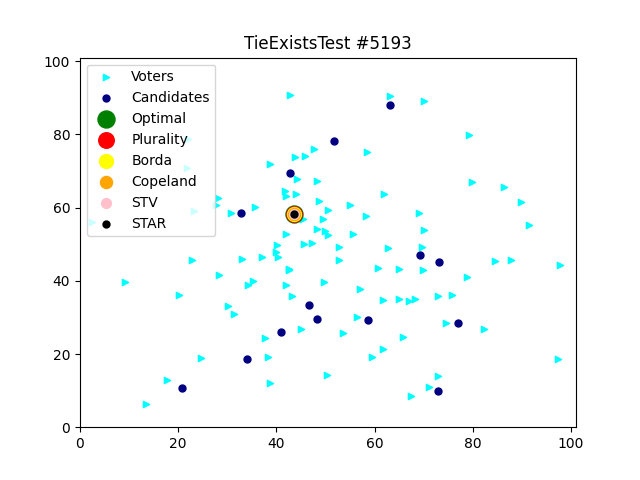 TieExistsTest #5193
100
80
60
40
20
0
Voters
Candidates
Optimal
Plurality
Borda
Copeland
STV
STAR
0 20 40 60 80 100